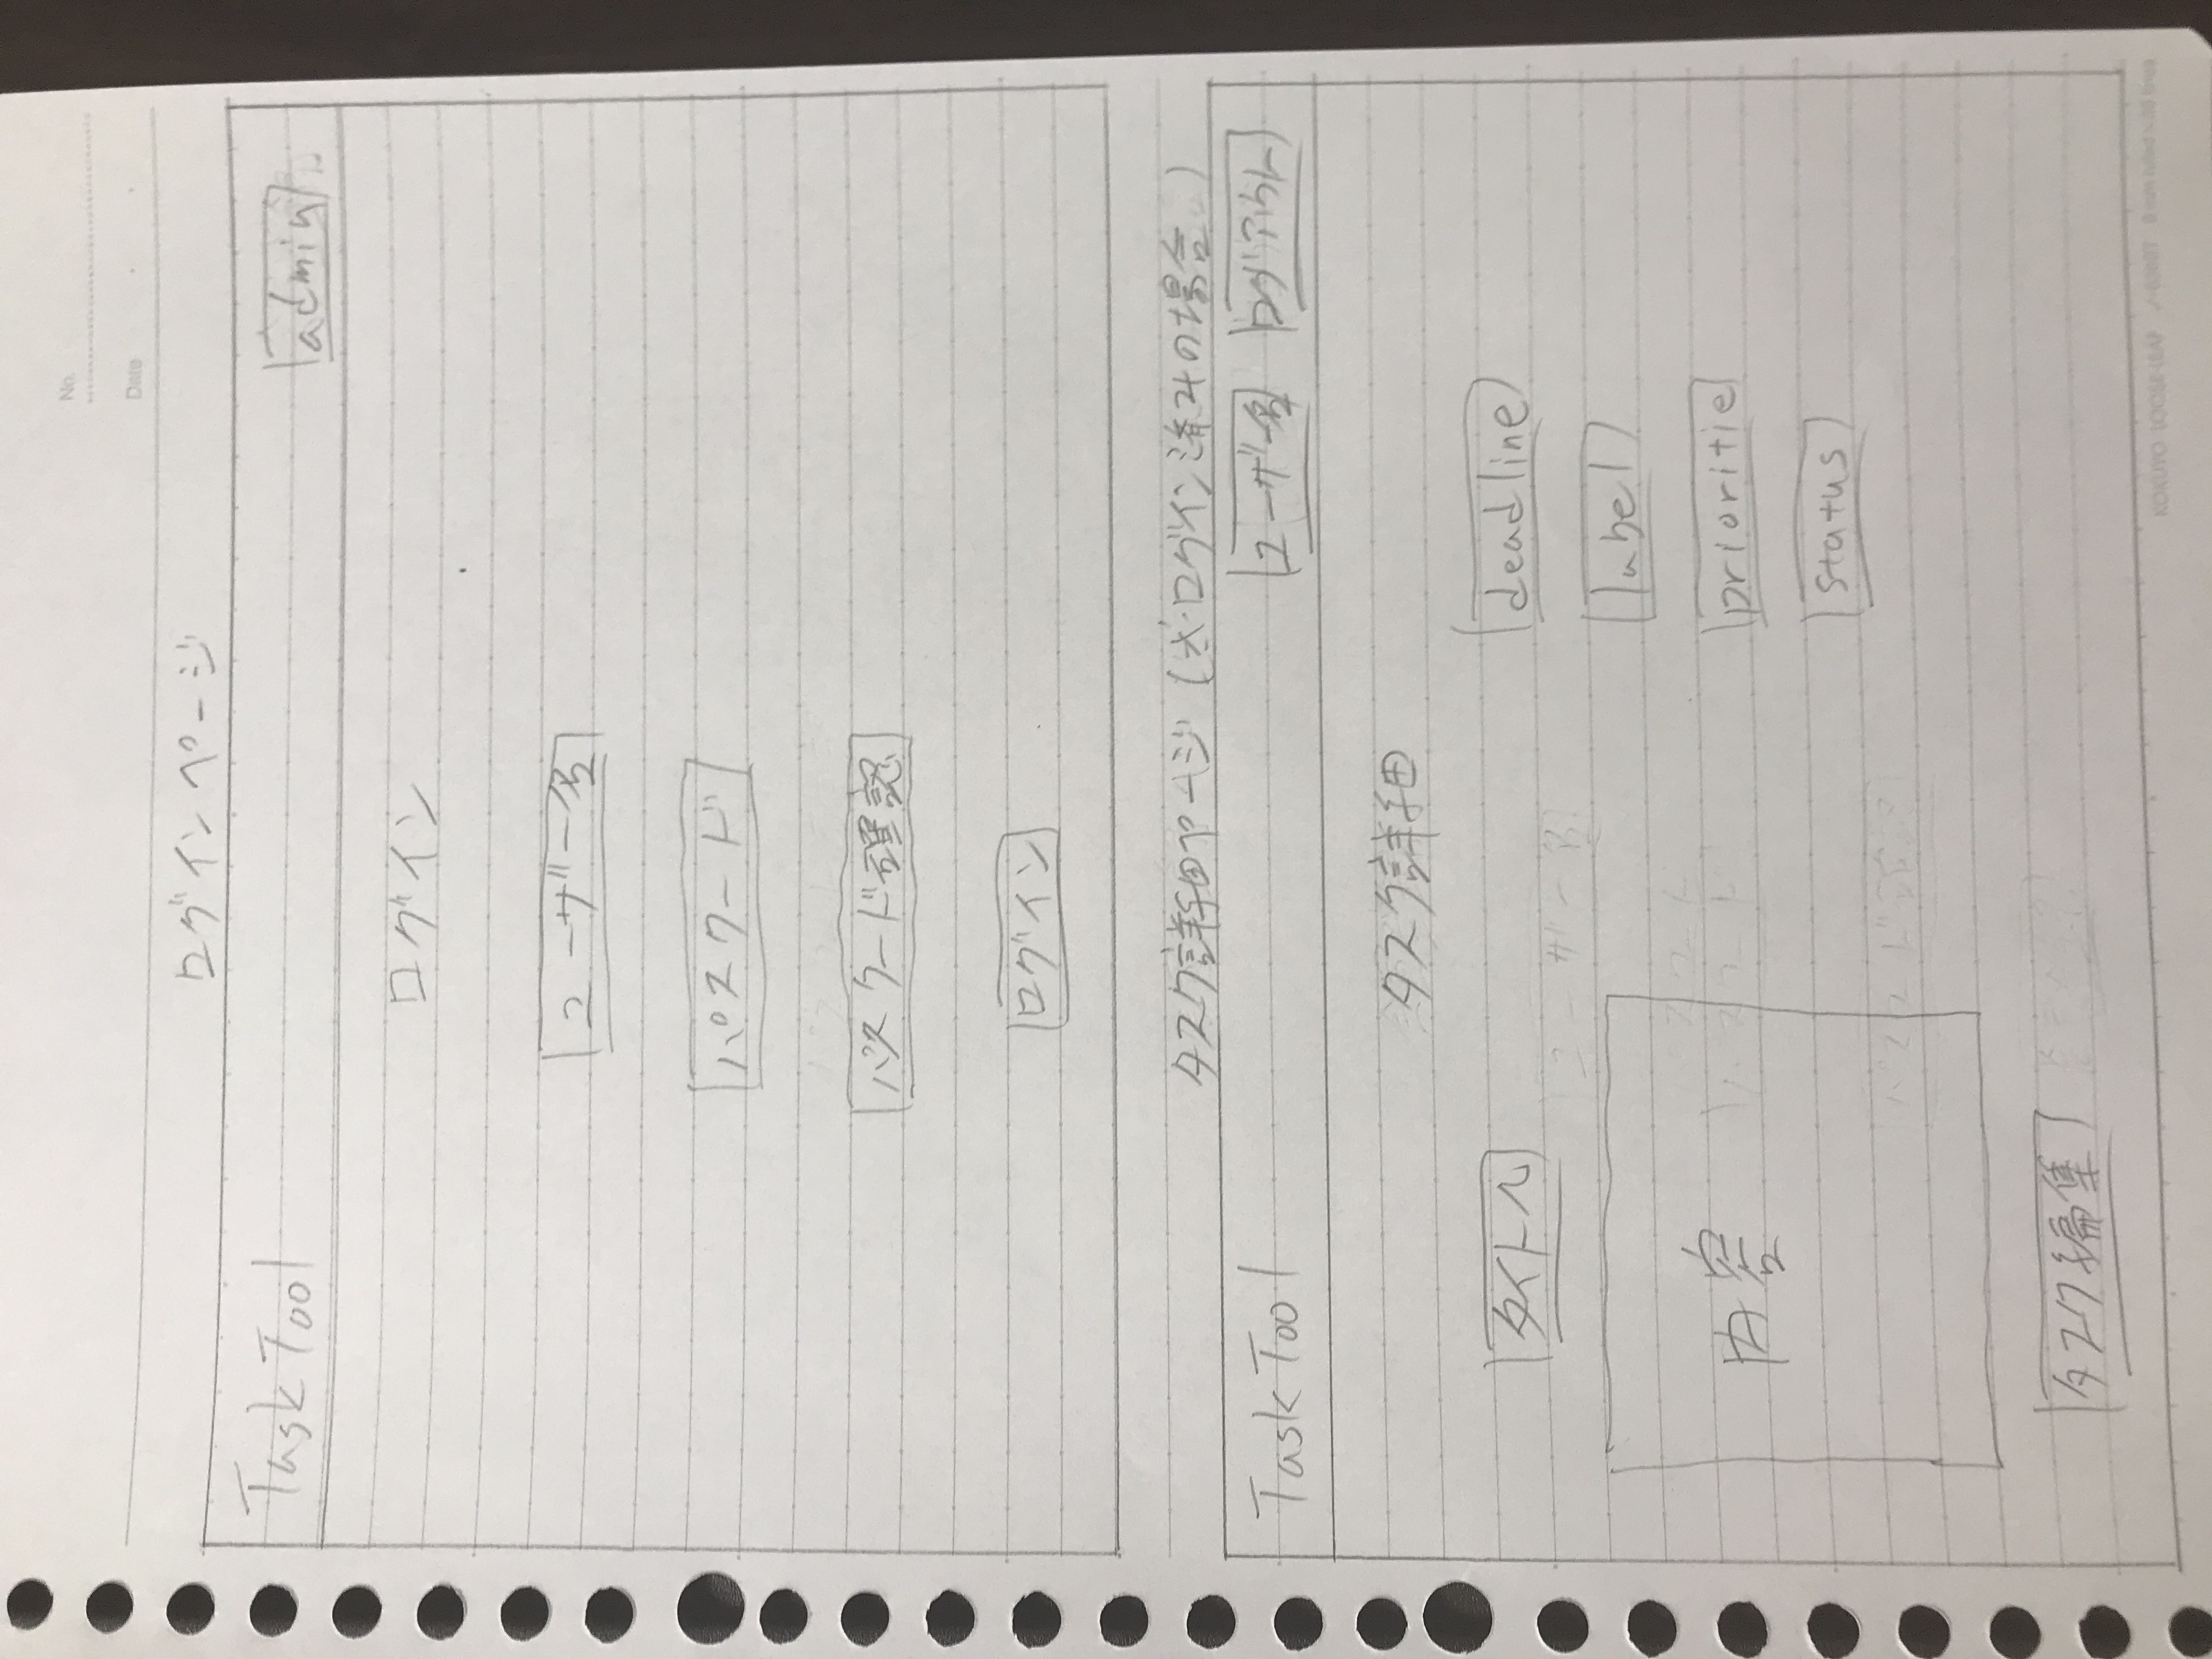 No.
Date
ログインページ
Task Tool
admin
ログイン
ユーザー名
パスワード
パスワード確認
ログイン
タスク詳細ページ (※ログイン済みの場合)
Task Tool
ユーザー名 ログアウト
タスク詳細
タイトル
deadline
label
内容
prioritie
status
タスク編集
KOKUYO LOOSE-LEAF